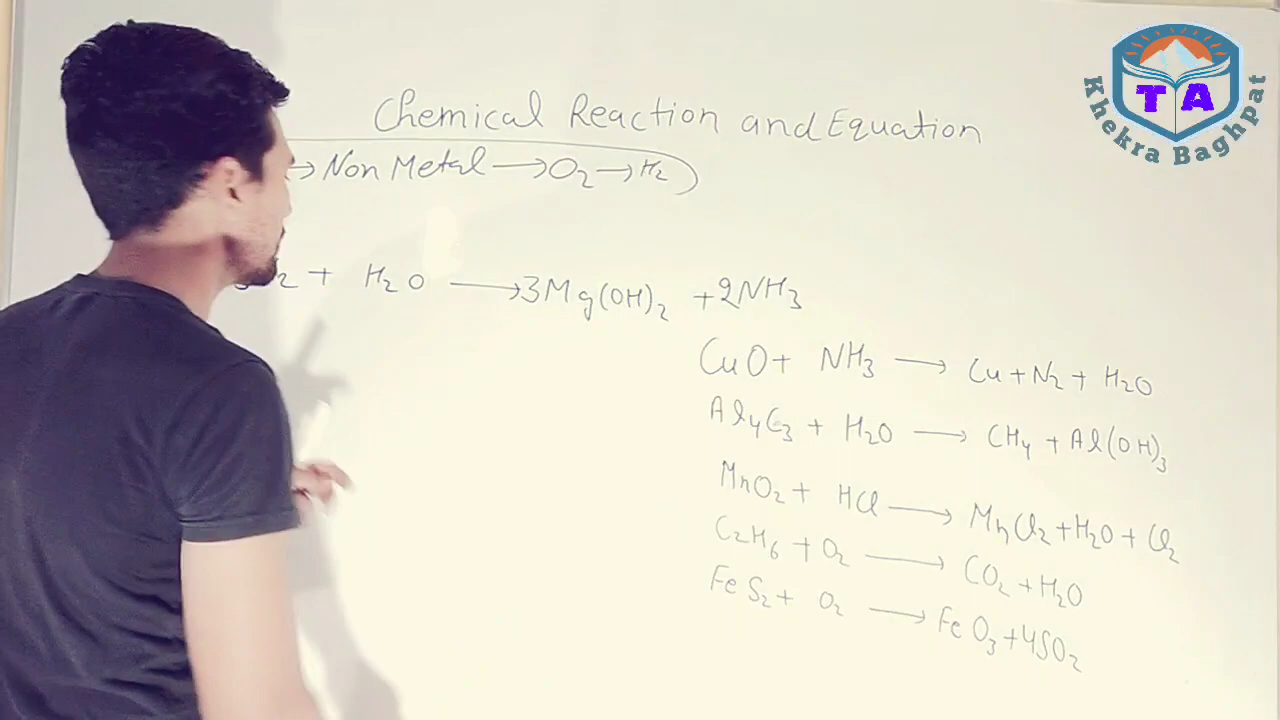 Chemical Reaction and Equation
→ Non Metal → O2 → H2)
2 + H2O → 3Mg(OH)2 + 2NH3
CuO + NH3 → Cu + N2 + H2O
Al4C3 + H2O → CH4 + Al(OH)3
MnO2 + HCl → MnCl2 + H2O + Cl2
C2H6 + O2 → CO2 + H2O
FeS2 + O2 → FeO3 + 4SO2
TA
Khekra Baghpat